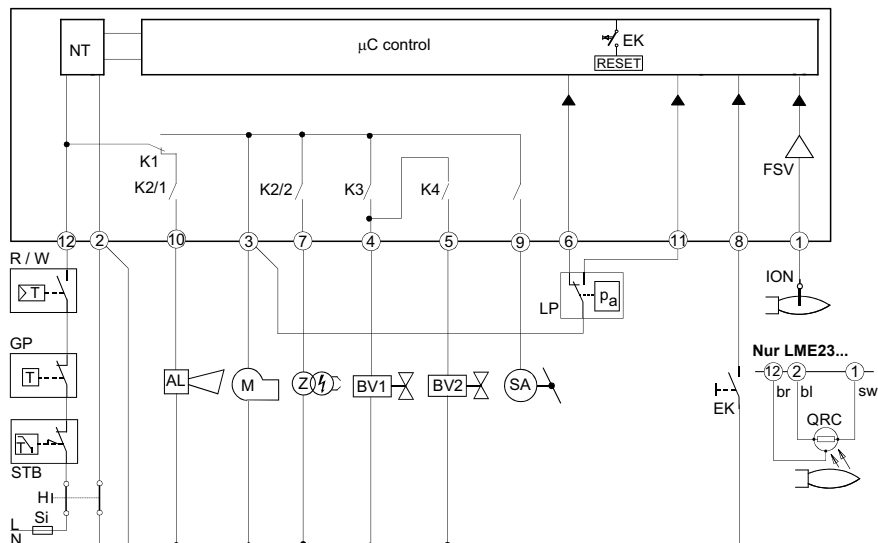 NT
μC control
EK
RESET
FSV
K1
K2/1
K2/2
K3
K4
12
2
10
3
7
4
5
9
6
11
8
1
R / W
T
GP
T
STB
T
H
L
Si
N
AL
M
Z
BV1
BV2
SA
LP
pa
EK
ION
Nur LME23...
12
2
1
br
bl
sw
QRC